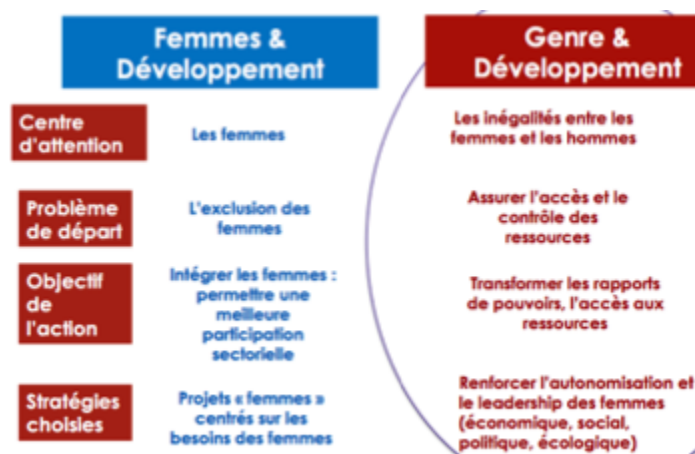 Femmes &
Développement
Genre &
Développement
Centre
d'attention
Les femmes
Les inégalités entre les
femmes et les hommes
Problème
de départ
L'exclusion des
femmes
Assurer l'accès et le
contrôle des
ressources
Objectif
de
l'action
Intégrer les femmes :
permettre une
meilleure
participation
sectorielle
Transformer les rapports
de pouvoirs, l'accès aux
ressources
Stratégies
choisies
Projets « femmes »
centrés sur les
besoins des femmes
Renforcer l'autonomisation et
le leadership des femmes
(économique, social,
politique, écologique)